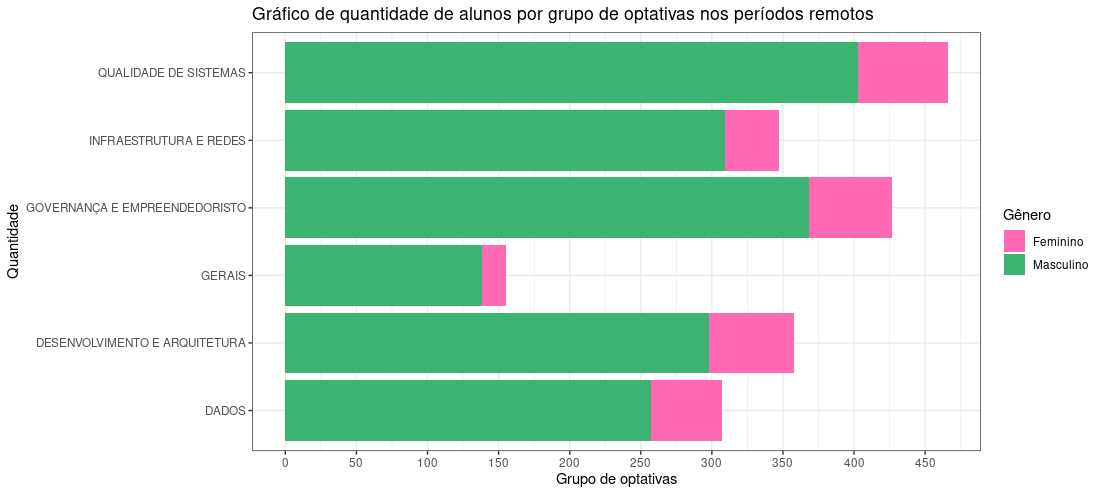 Gráfico de quantidade de alunos por grupo de optativas nos períodos remotos
Quantidade
QUALIDADE DE SISTEMAS
INFRAESTRUTURA E REDES
GOVERNANÇA E EMPREENDEDORISTO
GERAIS
DESENVOLVIMENTO E ARQUITETURA
DADOS
0 50 100 150 200 250 300 350 400 450
Grupo de optativas
Gênero
Feminino
Masculino